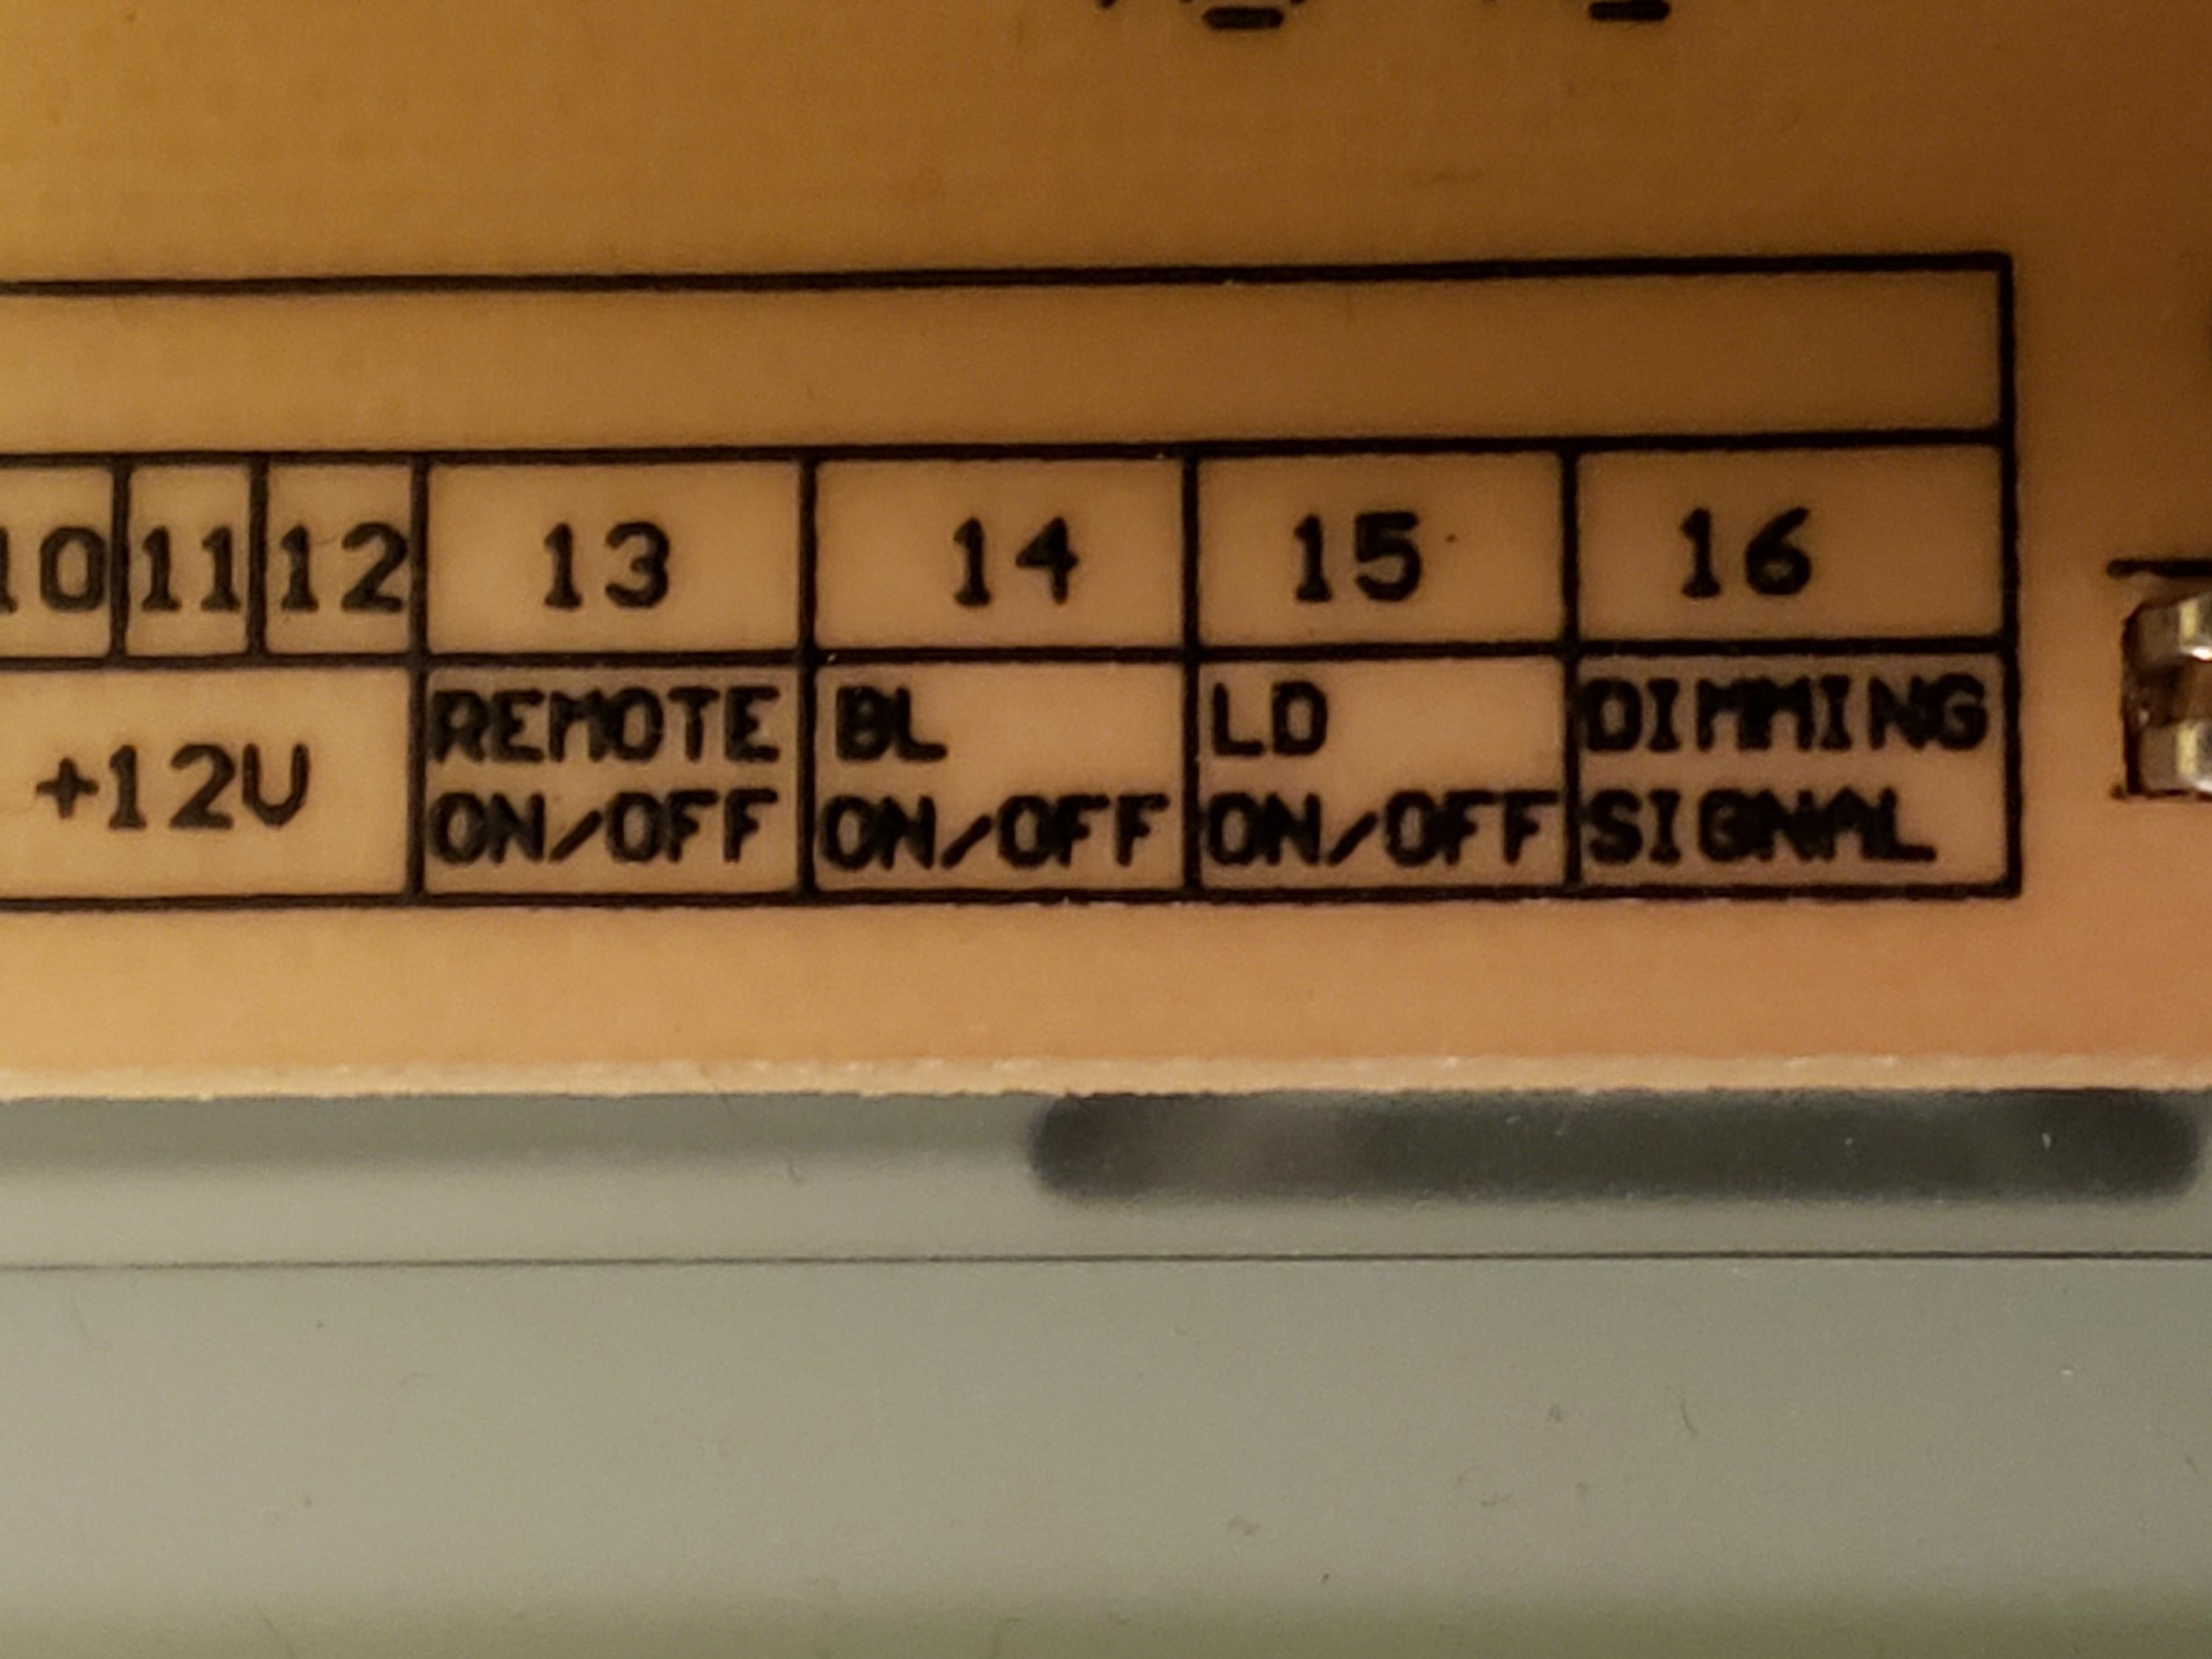 10 11 12 13 14 15 16
+12V REMOTE BL LD DIMMING
ON/OFF ON/OFF ON/OFF SIGNAL